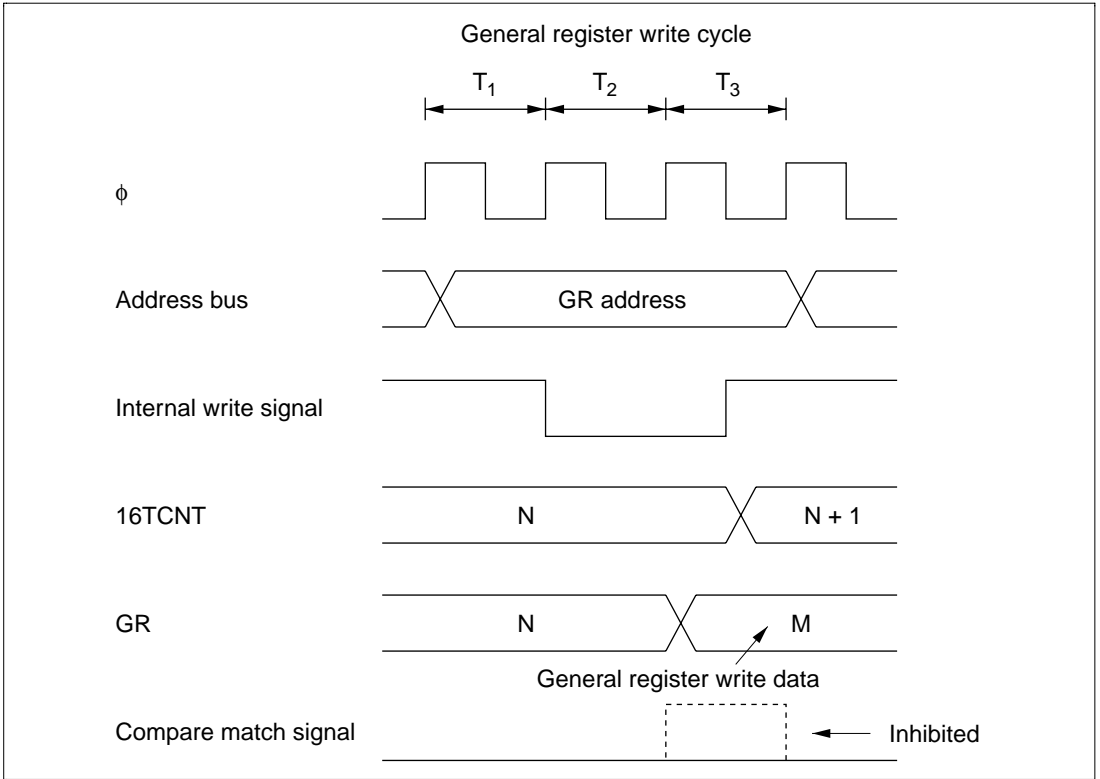 General register write cycle
T1 T2 T3
φ
Address bus
GR address
Internal write signal
16TCNT
N
N + 1
GR
N
M
General register write data
Compare match signal
Inhibited